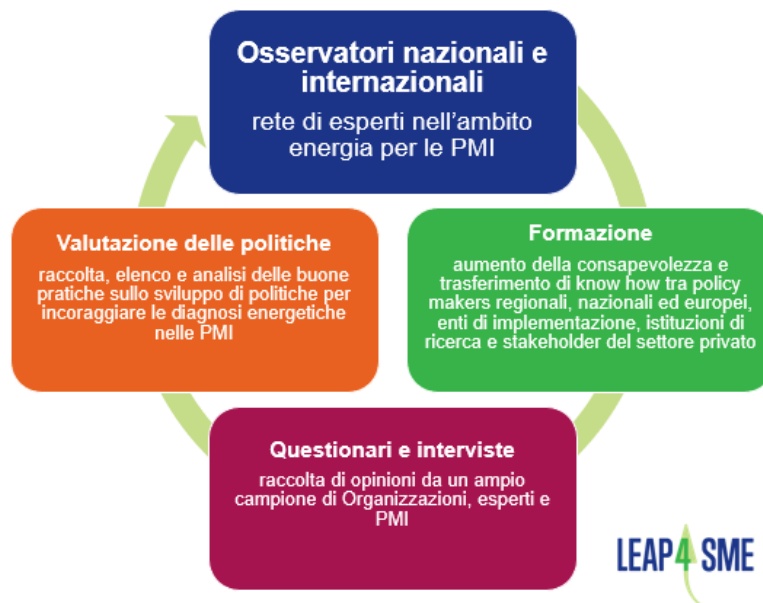 Osservatori nazionali e
internazionali
rete di esperti nell'ambito
energia per le PMI
Valutazione delle politiche
raccolta, elenco e analisi delle buone
pratiche sullo sviluppo di politiche per
incoraggiare le diagnosi energetiche
nelle PMI
Formazione
aumento della consapevolezza e
trasferimento di know how tra policy
makers regionali, nazionali ed europei,
enti di implementazione, istituzioni di
ricerca e stakeholder del settore privato
Questionari e interviste
raccolta di opinioni da un ampio
campione di Organizzazioni, esperti e
PMI
LEAP4 SME